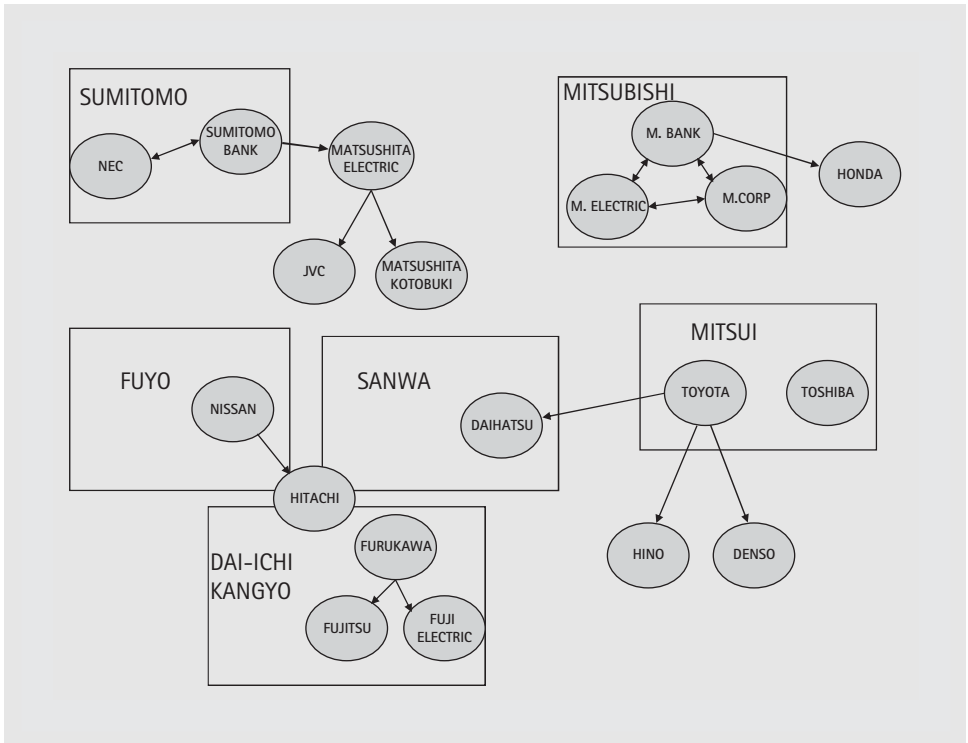 SUMITOMO
NEC
SUMITOMO
BANK
MATSUSHITA
ELECTRIC
JVC
MATSUSHITA
KOTOBUKI
MITSUBISHI
M. BANK
M. ELECTRIC
M.CORP
HONDA
FUYO
NISSAN
SANWA
DAIHATSU
HITACHI
MITSUI
TOYOTA
TOSHIBA
HINO
DENSO
DAI-ICHI
KANGYO
FURUKAWA
FUJITSU
FUJI
ELECTRIC